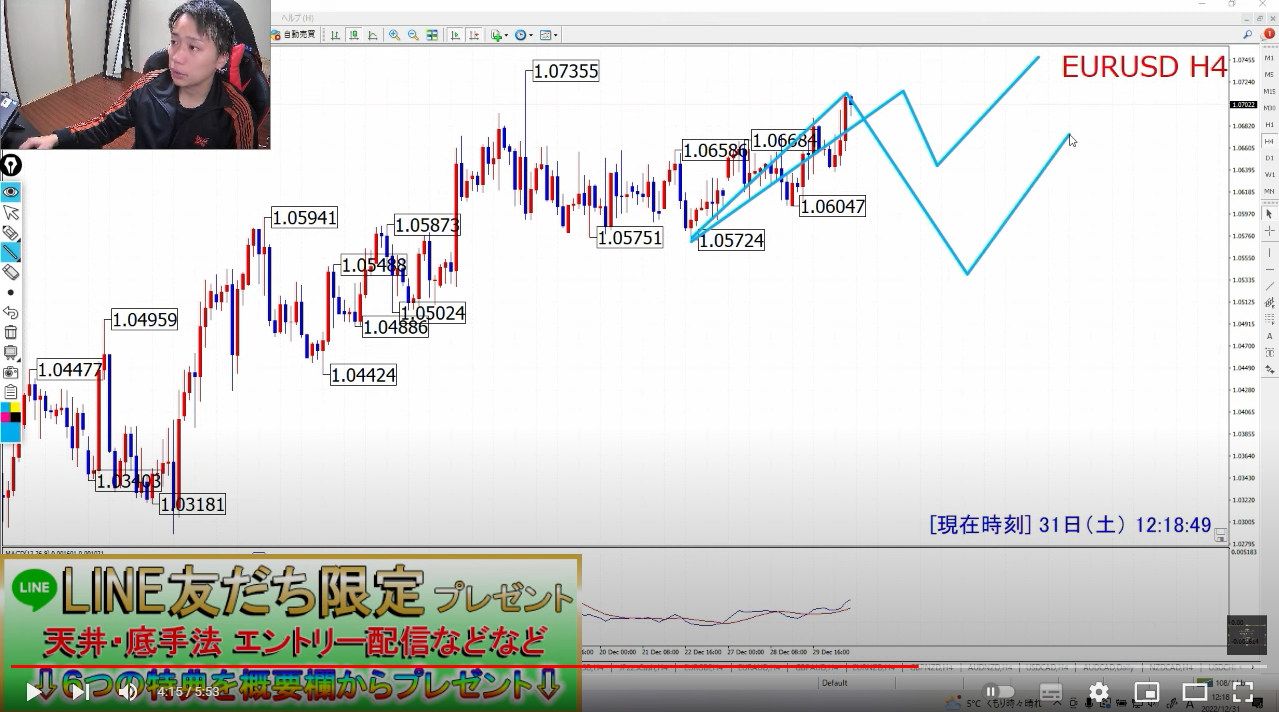 ヘルプ(H)
自動売買
EURUSD H4
1.07355
1.06586
1.06684
1.06047
1.05941
1.05873
1.05751
1.05724
1.05488
1.05024
1.04886
1.04959
1.04477
1.04424
1.03403
1.03181
1.07455
1.07240
1.07022
1.06820
1.06605
1.06395
1.06185
1.05970
1.05760
1.05550
1.05335
1.05125
1.04915
1.04700
1.04490
1.04280
1.04065
1.03855
1.03640
1.03430
1.03220
1.03005
1.02795
0.005183
M1
M5
M15
M30
H1
H4
D1
W1
MN
[現在時刻] 31日(土) 12:18:49
LINE
LINE友だち限定 プレゼント
天井・底手法 エントリー配信などなど
↓6つの特典を概要欄からプレゼント↓
20 Dec 00:00
21 Dec 08:00
22 Dec 16:00
27 Dec 00:00
28 Dec 08:00
29 Dec 16:00
Default
4:15 / 5:53
5°C くもり時々晴れ
12:18
2022/12/31